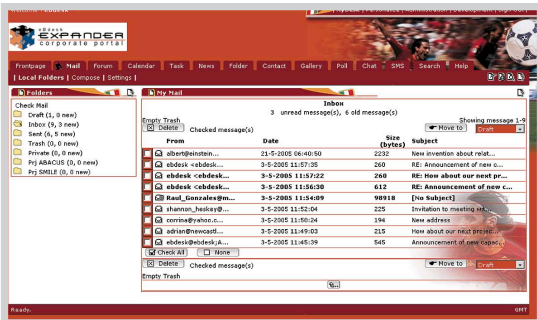 eBdesk
EXPANDER
corporate portal
Frontpage Mail Forum Calendar Task News Folder Contact Gallery Poll Chat SMS Search Help
| Local Folders | Compose | Settings |
Folders
My Mail
Check Mail
Draft (1, 0 new)
Inbox (9, 3 new)
Sent (6, 5 new)
Trash (0, 0 new)
Private (0, 0 new)
Prj ABACUS (0, 0 new)
Prj SMILE (0, 0 new)
Inbox
3 unread message(s), 6 old message(s)
Empty Trash Showing message 1-9
Delete Checked message(s) Move to Draft
From Date Size (bytes) Subject
albert@einstein... 21-5-2005 06:40:50 2232 New invention about relat...
ebdesk <ebdesk... 3-5-2005 11:57:35 260 RE: Announcement of new c...
ebdesk <ebdesk... 3-5-2005 11:57:22 260 RE: How about our next pr...
ebdesk <ebdesk... 3-5-2005 11:56:30 612 RE: Announcement of new c...
Raul_Gonzales@m... 3-5-2005 11:54:09 98918 [No Subject]
shannon_heskey@... 3-5-2005 11:52:04 225 Invitation to meeting wit...
corrina@yahoo.c... 3-5-2005 11:50:24 194 New address
adrian@newcastl... 3-5-2005 11:49:03 215 How about our next projec...
ebdesk@ebdesk;A... 3-5-2005 11:45:39 545 Announcement of new capac...
Check All None
Delete Checked message(s) Move to Draft
Empty Trash
Ready. GMT